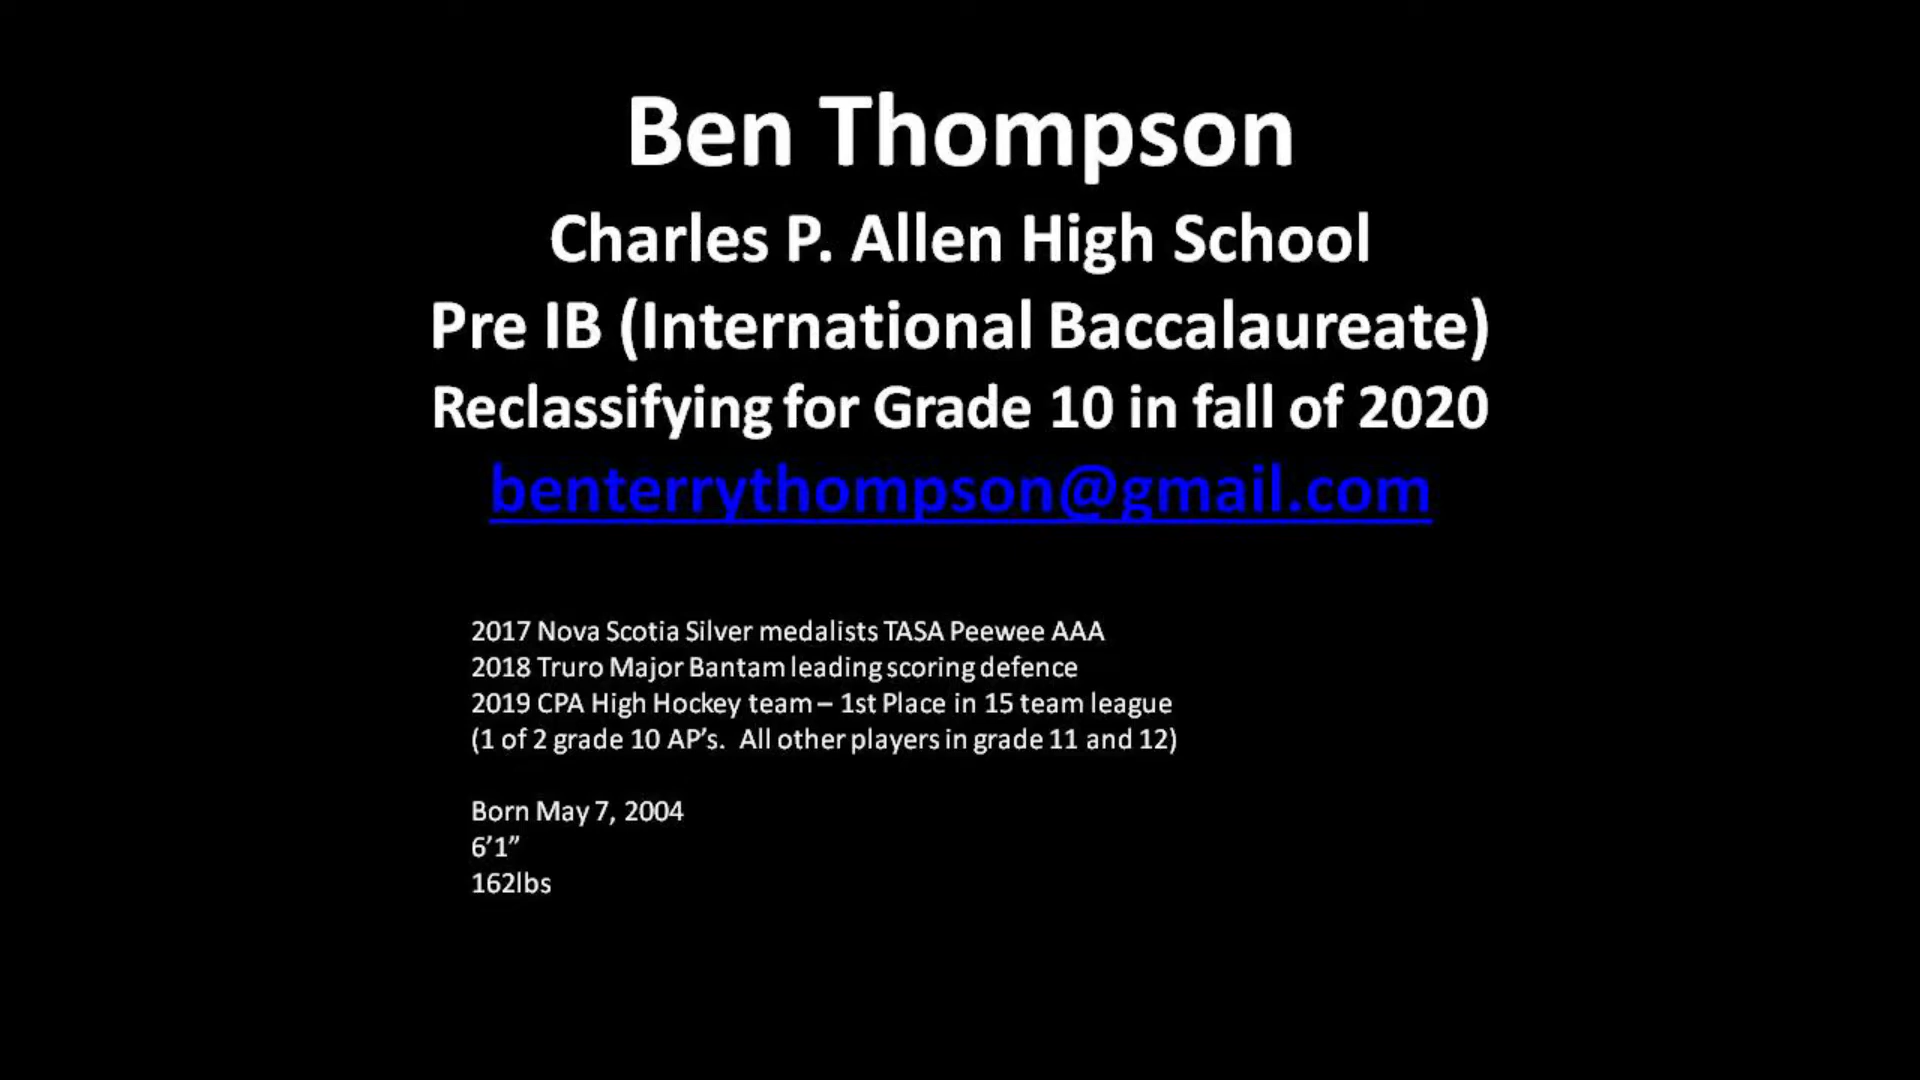 Ben Thompson
Charles P. Allen High School
Pre IB (International Baccalaureate)
Reclassifying for Grade 10 in fall of 2020
benterrythompson@gmail.com
2017 Nova Scotia Silver medalists TASA Peewee AAA
2018 Truro Major Bantam leading scoring defence
2019 CPA High Hockey team – 1st Place in 15 team league
(1 of 2 grade 10 AP’s.  All other players in grade 11 and 12)
Born May 7, 2004
6’1”
162lbs